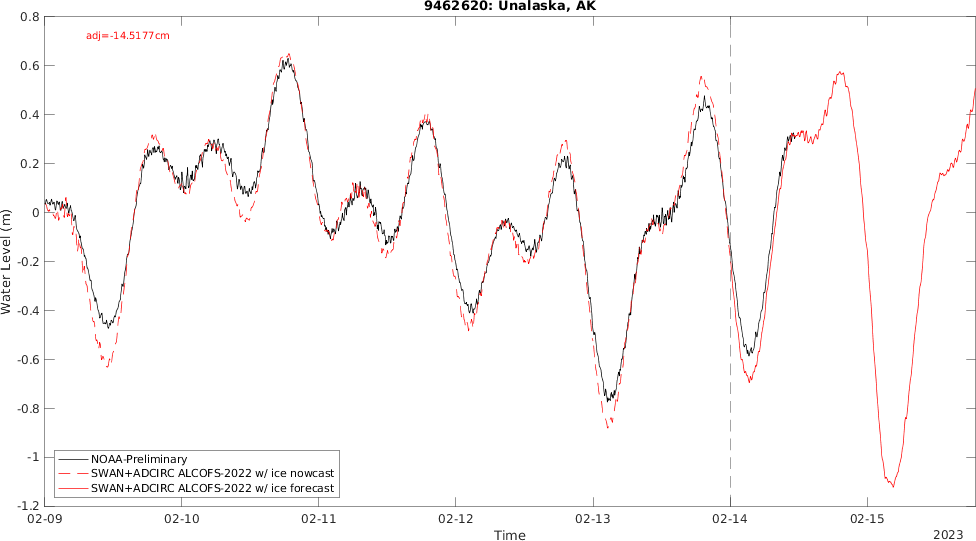 9462620: Unalaska, AK
adj=-14.5177cm
0.8
0.6
0.4
0.2
0
-0.2
-0.4
-0.6
-0.8
-1
-1.2
Water Level (m)
NOAA-Preliminary
SWAN+ADCIRC ALCOFS-2022 w/ ice nowcast
SWAN+ADCIRC ALCOFS-2022 w/ ice forecast
02-09 02-10 02-11 02-12 02-13 02-14 02-15
Time
2023